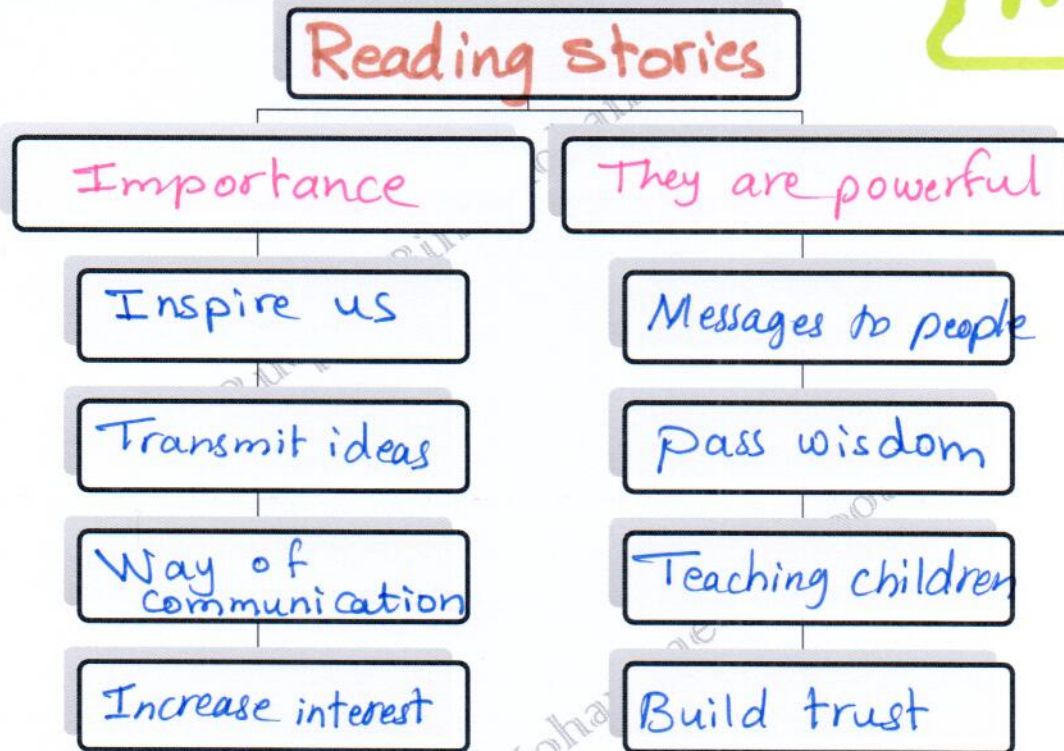 Reading stories
Importance
They are powerful
Inspire us
Messages to people
Transmit ideas
pass wisdom
Way of
communication
Teaching children
Increase interest
Build trust